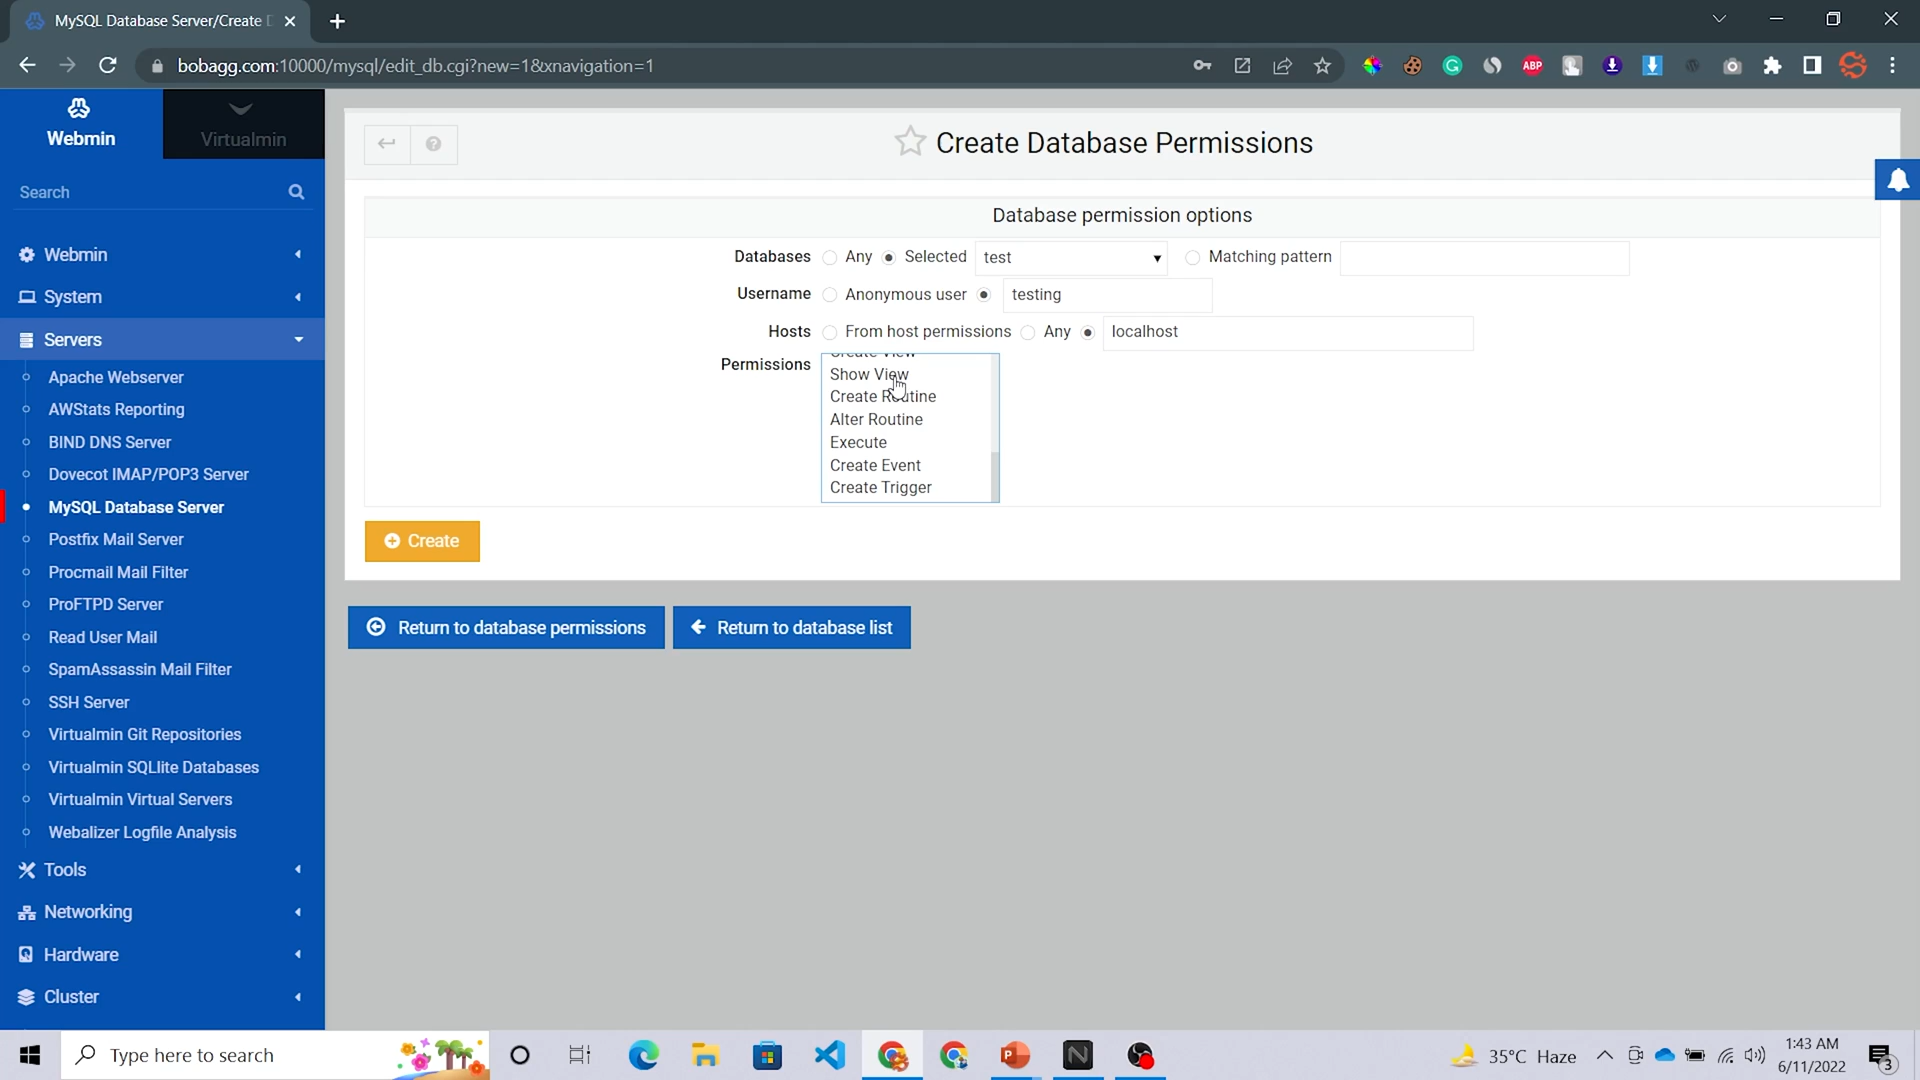 MySQL Database Server/Create D
bobagg.com:10000/mysql/edit_db.cgi?new=1&xnavigation=1
ABP
Webmin
Virtualmin
Search
Webmin
System
Servers
Apache Webserver
AWStats Reporting
BIND DNS Server
Dovecot IMAP/POP3 Server
MySQL Database Server
Postfix Mail Server
Procmail Mail Filter
ProFTPD Server
Read User Mail
SpamAssassin Mail Filter
SSH Server
Virtualmin Git Repositories
Virtualmin SQLlite Databases
Virtualmin Virtual Servers
Webalizer Logfile Analysis
Tools
Networking
Hardware
Cluster
Create Database Permissions
Database permission options
Databases Any Selected test Matching pattern
Username Anonymous user testing
Hosts From host permissions Any localhost
Permissions
Create View
Show View
Create Routine
Alter Routine
Execute
Create Event
Create Trigger
Create
Return to database permissions Return to database list
Type here to search
35°C Haze
1:43 AM
6/11/2022
3